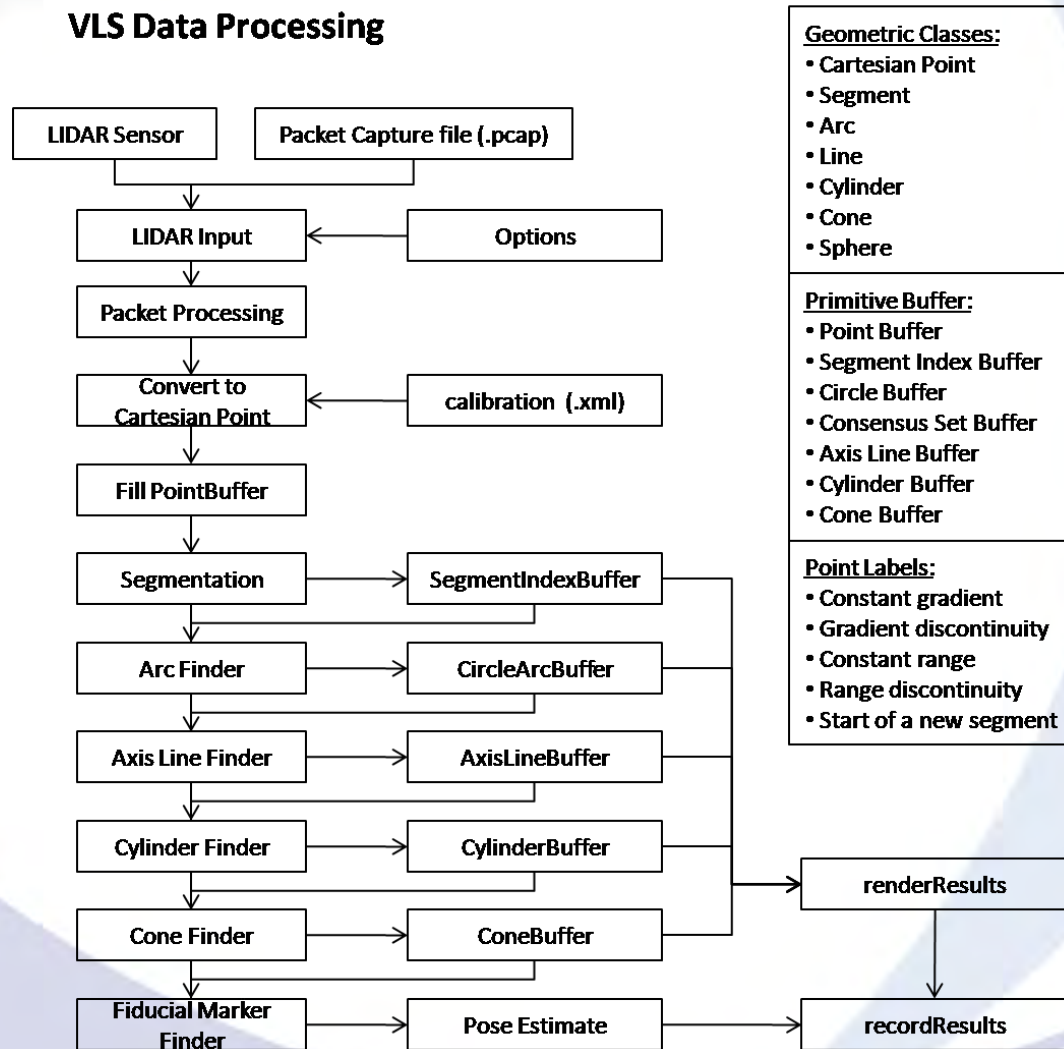 VLS Data Processing
LIDAR Sensor
Packet Capture file (.pcap)
LIDAR Input
Options
Packet Processing
Convert to
Cartesian Point
calibration (.xml)
Fill PointBuffer
Segmentation
SegmentIndexBuffer
Arc Finder
CircleArcBuffer
Axis Line Finder
AxisLineBuffer
Cylinder Finder
CylinderBuffer
Cone Finder
ConeBuffer
Fiducial Marker
Finder
Pose Estimate
renderResults
recordResults
Geometric Classes:
• Cartesian Point
• Segment
• Arc
• Line
• Cylinder
• Cone
• Sphere
Primitive Buffer:
• Point Buffer
• Segment Index Buffer
• Circle Buffer
• Consensus Set Buffer
• Axis Line Buffer
• Cylinder Buffer
• Cone Buffer
Point Labels:
• Constant gradient
• Gradient discontinuity
• Constant range
• Range discontinuity
• Start of a new segment